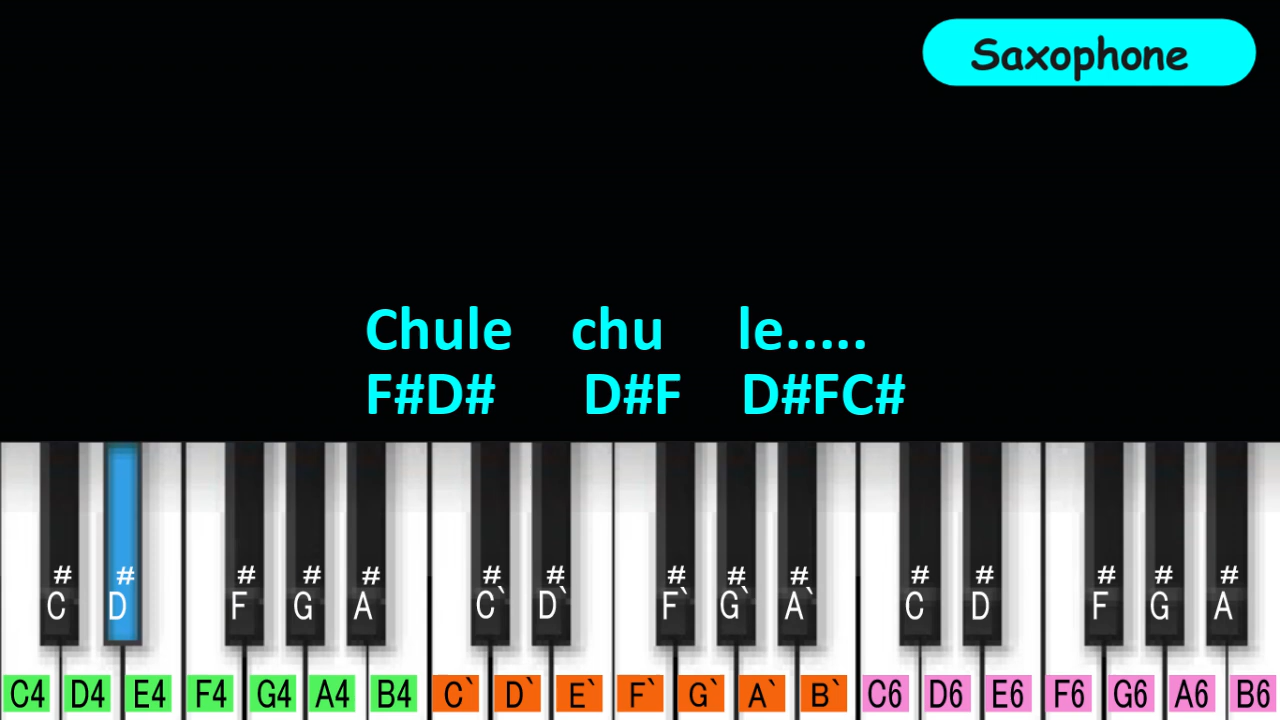 Saxophone
Chule chu le.....
F#D# D#F D#FC#
# # # # # # # # # # # # # # #
C D F G A C` D` F` G` A` C D F G A
C4 D4 E4 F4 G4 A4 B4 C` D` E` F` G` A` B` C6 D6 E6 F6 G6 A6 B6